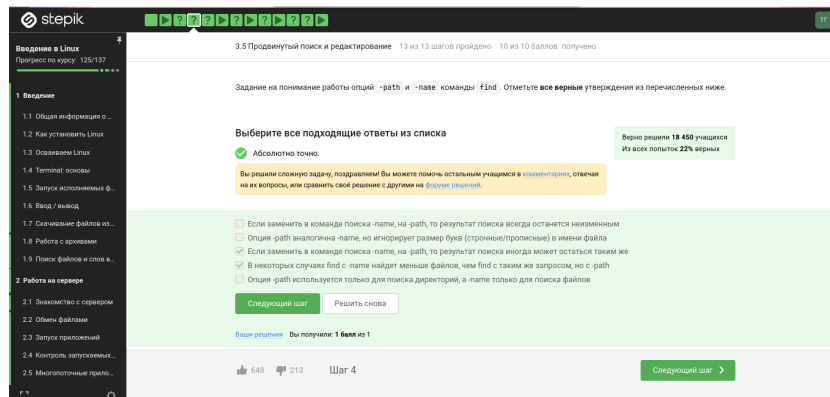 stepik
ТГ
Введение в Linux
Прогресс по курсу: 125/137
1 Введение
1.1 Общая информация о ...
1.2 Как установить Linux
1.3 Осваиваем Linux
1.4 Terminal: основы
1.5 Запуск исполняемых ф...
1.6 Ввод / вывод
1.7 Скачивание файлов из...
1.8 Работа с архивами
1.9 Поиск файлов и слов в...
2 Работа на сервере
2.1 Знакомство с сервером
2.2 Обмен файлами
2.3 Запуск приложений
2.4 Контроль запускаемых...
2.5 Многопоточные прило...
3.5 Продвинутый поиск и редактирование 13 из 13 шагов пройдено 10 из 10 баллов получено
Задание на понимание работы опций -path и -name команды find . Отметьте все верные утверждения из перечисленных ниже.
Выберите все подходящие ответы из списка
Верно решили 18 450 учащихся
Из всех попыток 22% верных
Абсолютно точно.
Вы решили сложную задачу, поздравляем! Вы можете помочь остальным учащимся в комментариях, отвечая
на их вопросы, или сравнить своё решение с другими на форуме решений.
Если заменить в команде поиска -name, на -path, то результат поиска всегда останется неизменным
Опция -path аналогична -name, но игнорирует размер букв (строчные/прописные) в имени файла
Если заменить в команде поиска -name, на -path, то результат поиска иногда может остаться таким же
В некоторых случаях find с -name найдет меньше файлов, чем find с таким же запросом, но с -path
Опция -path используется только для поиска директорий, а -name только для поиска файлов
Следующий шаг Решить снова
Ваши решения Вы получили: 1 балл из 1
648 213 Шаг 4 Следующий шаг